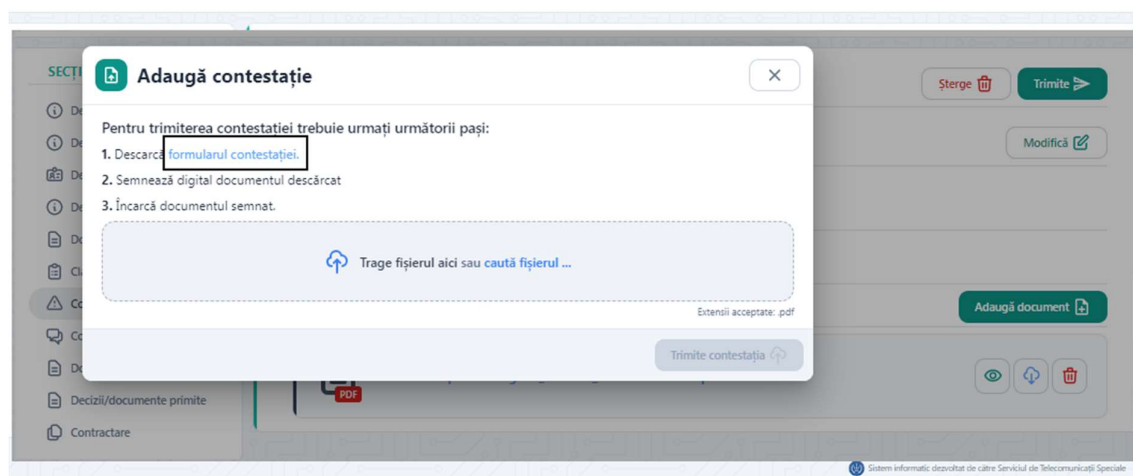 SECȚI
Adaugă contestație
Șterge
Trimite
Pentru trimiterea contestației trebuie urmați următorii pași:
1. Descarcă formularul contestației.
Modifică
2. Semnează digital documentul descărcat
3. Încarcă documentul semnat.
Trage fișierul aici sau caută fișierul ...
Extensii acceptate: .pdf
Adaugă document
Trimite contestația
PDF
Decizii/documente primite
Contractare
Sistem informatic dezvoltat de către Serviciul de Telecomunicații Speciale